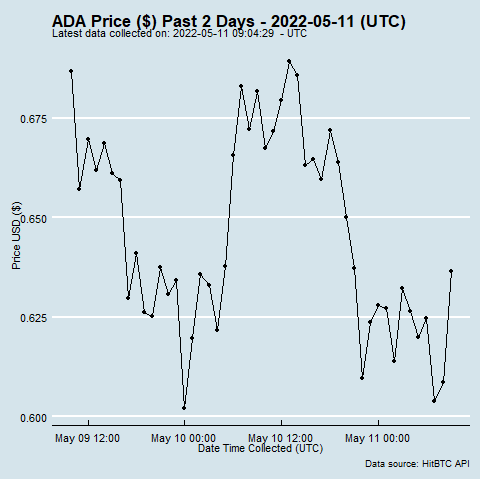 ADA Price ($) Past 2 Days - 2022-05-11 (UTC)
Latest data collected on: 2022-05-11 09:04:29 - UTC
0.675
0.650
0.625
0.600
Price USD ($)
May 09 12:00 May 10 00:00 May 10 12:00 May 11 00:00
Date Time Collected (UTC)
Data source: HitBTC API